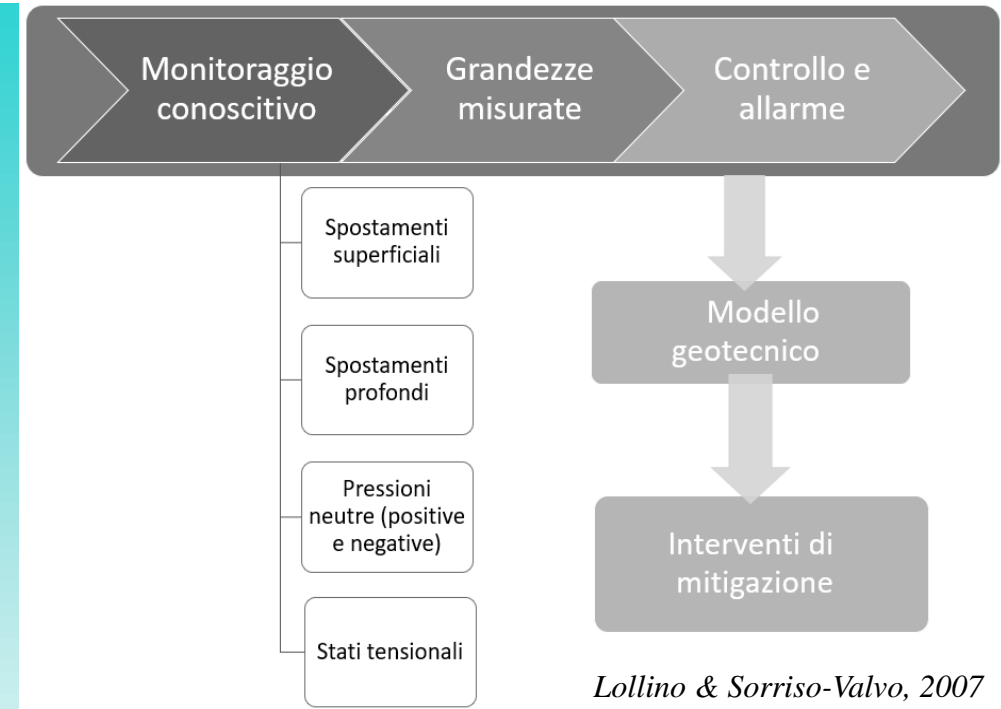 Monitoraggio
conoscitivo
Grandezze
misurate
Controllo e
allarme
Spostamenti
superficiali
Spostamenti
profondi
Pressioni
neutre (positive
e negative)
Stati tensionali
Modello
geotecnico
Interventi di
mitigazione
Lollino & Sorriso-Valvo, 2007